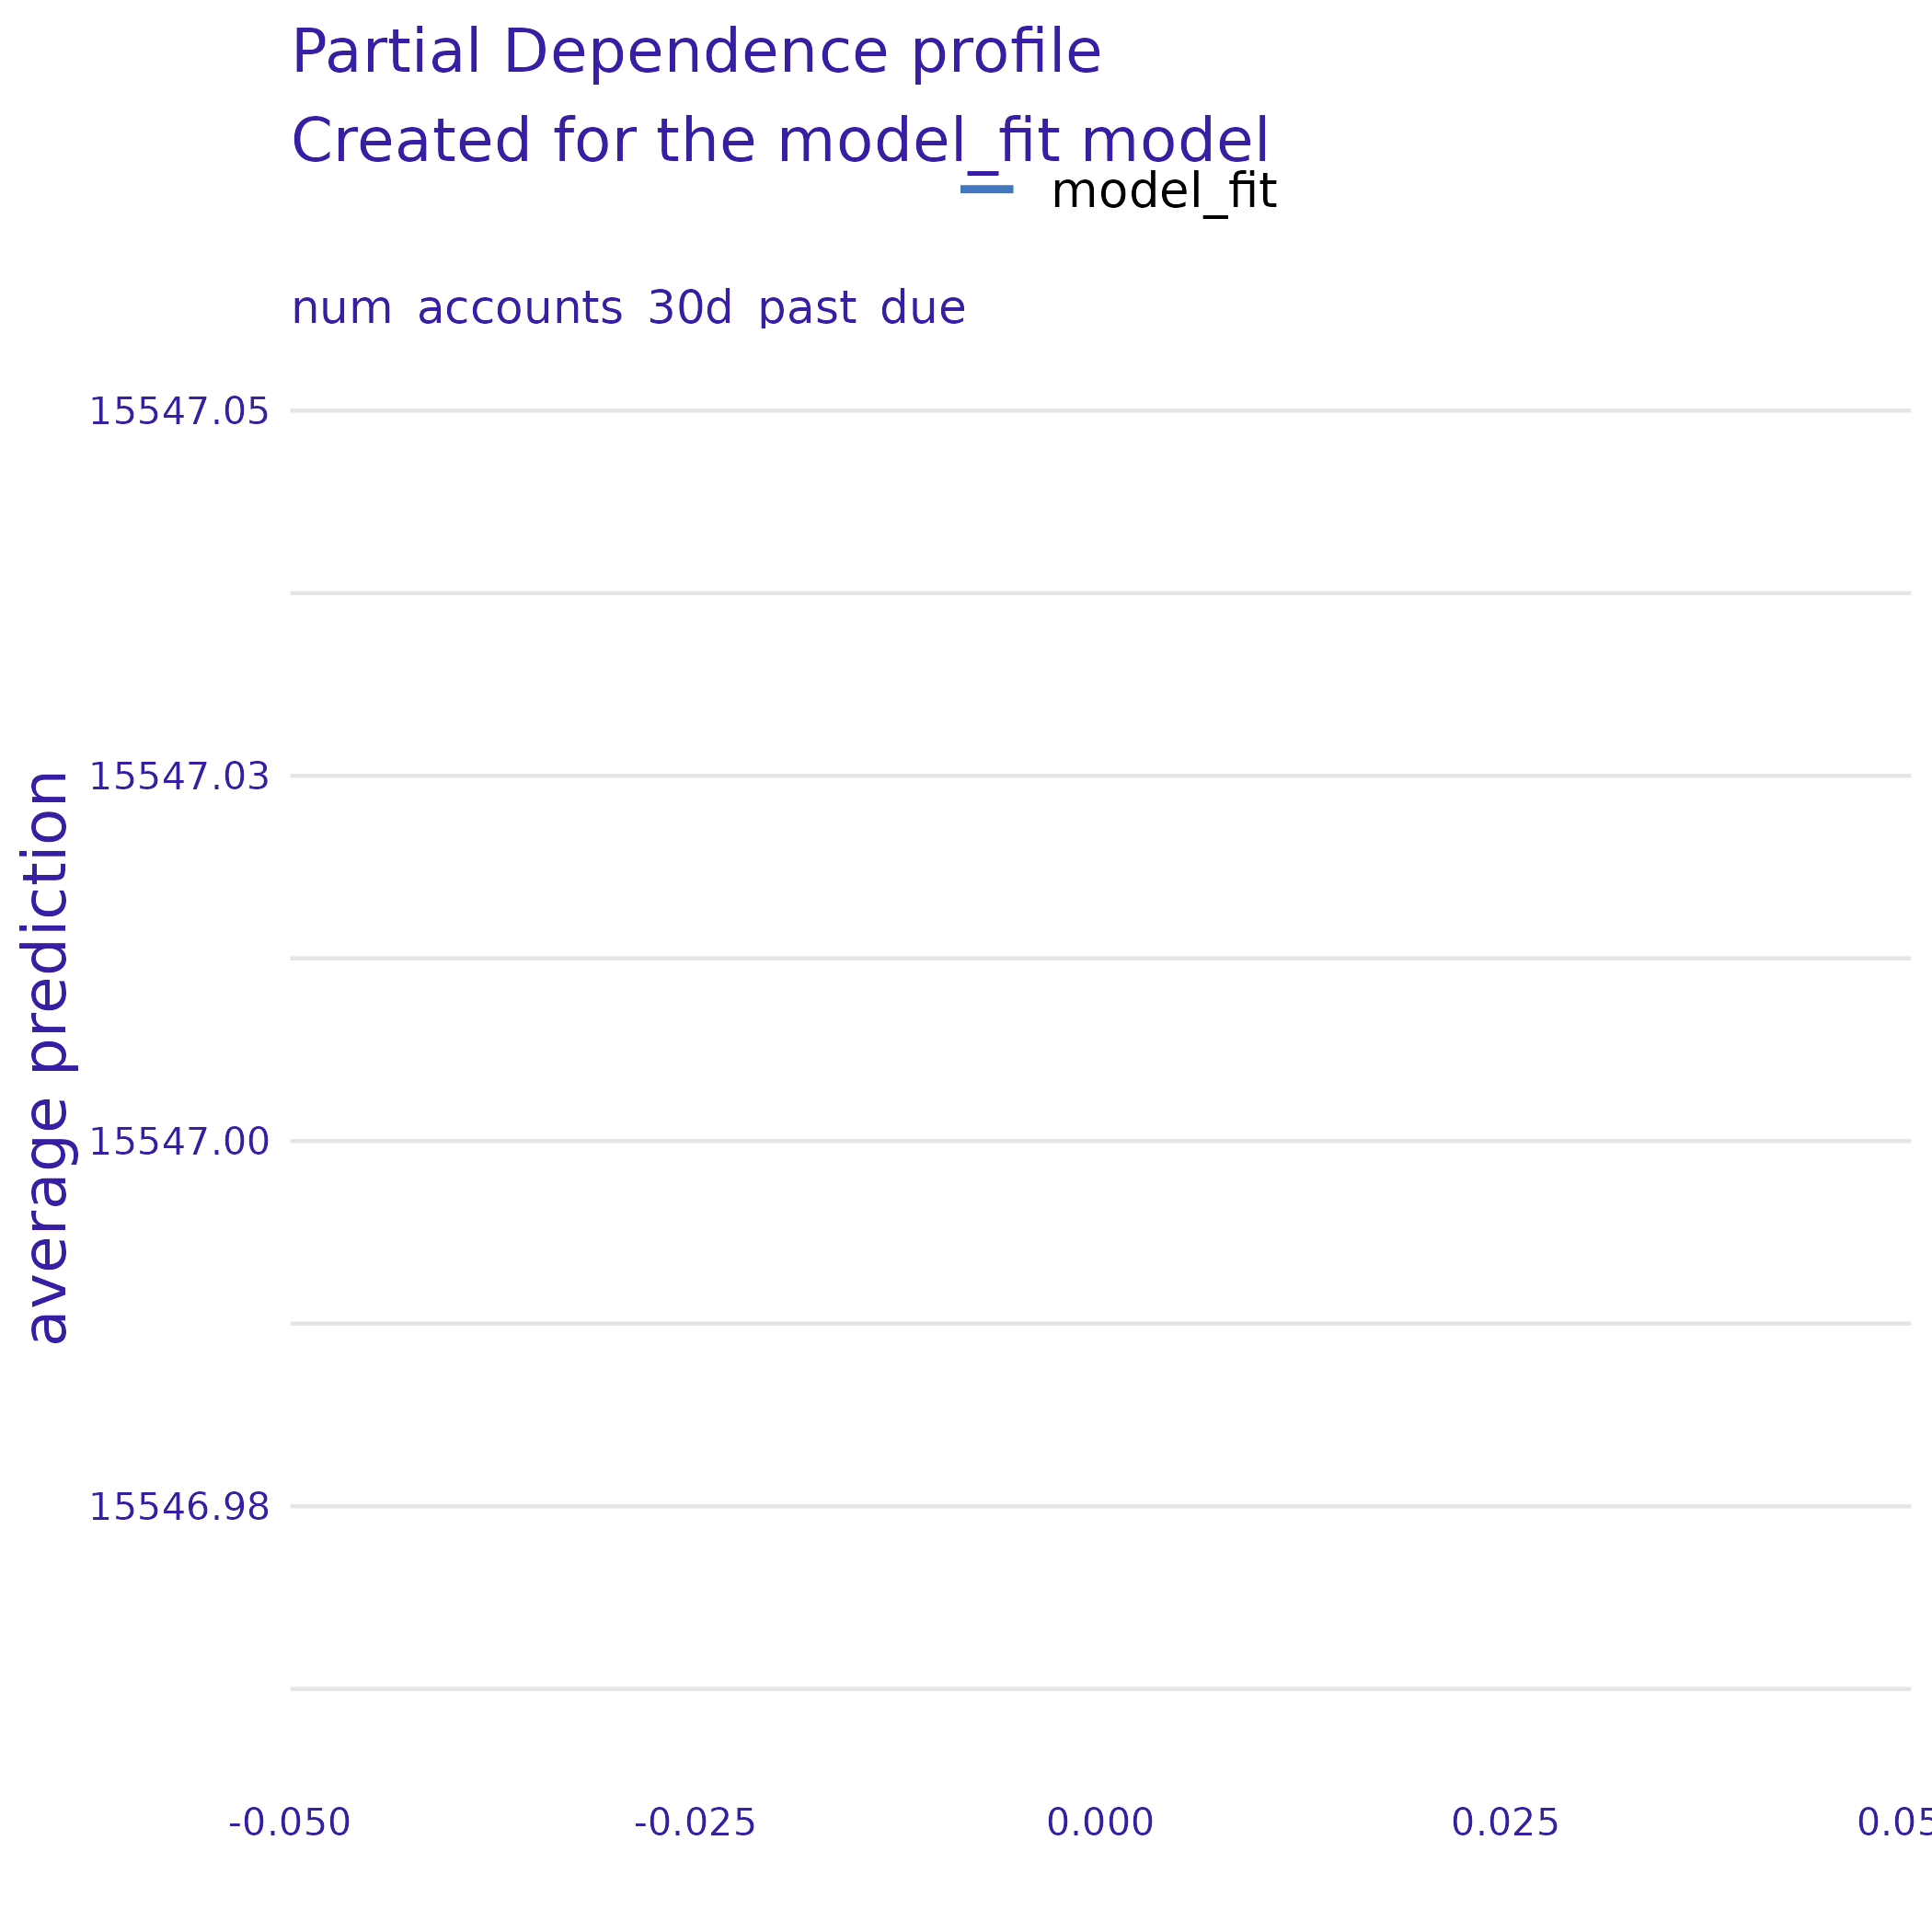 Partial Dependence profile
Created for the model_fit model
model_fit
num accounts 30d past due
15547.05
15547.03
15547.00
15546.98
average prediction
-0.050 -0.025 0.000 0.025 0.05